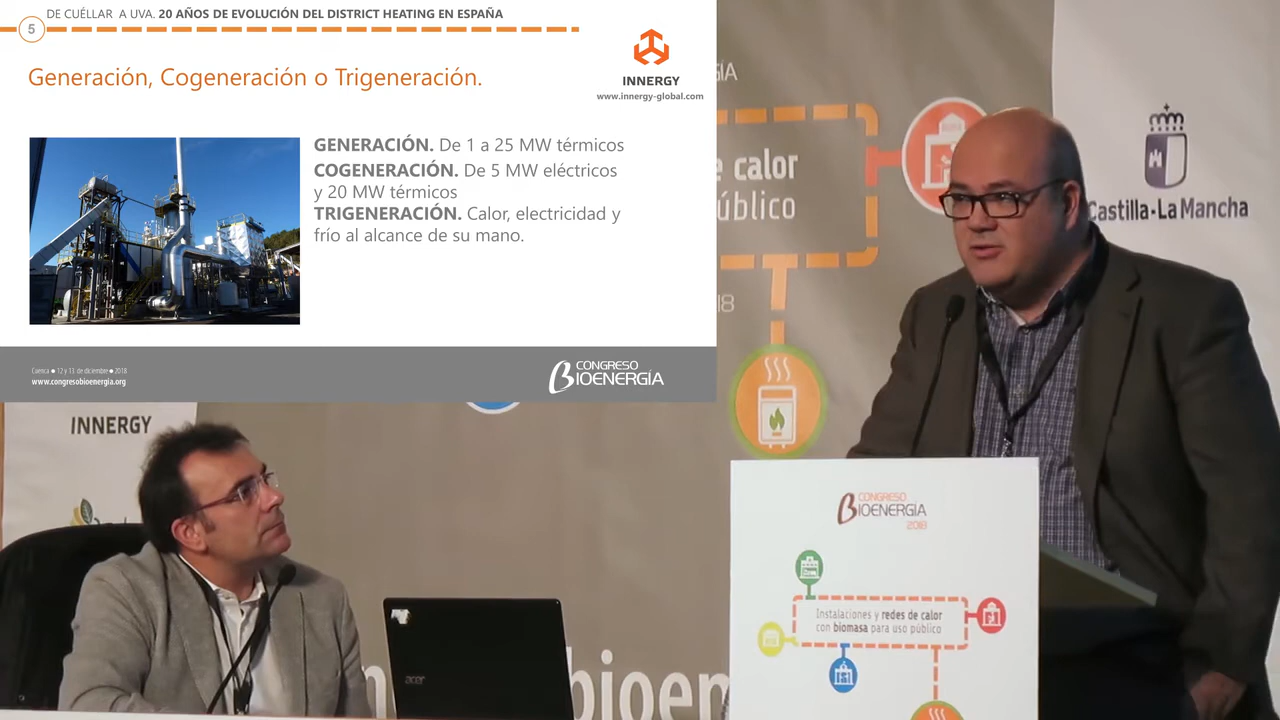 DE CUÉLLAR A UVA. 20 AÑOS DE EVOLUCIÓN DEL DISTRICT HEATING EN ESPAÑA
5
Generación, Cogeneración o Trigeneración.
INNERGY
www.innergy-global.com
GENERACIÓN. De 1 a 25 MW térmicos
COGENERACIÓN. De 5 MW eléctricos
y 20 MW térmicos
TRIGENERACIÓN. Calor, electricidad y
frío al alcance de su mano.
Cuenca ● 12 y 13 de diciembre ● 2018
www.congresobioenergia.org
CONGRESO
BIOENERGÍA
calor
úblico
18
Castilla-La Mancha
INNERGY
acer
bioen
CONGRESO
BIOENERGÍA
2018
Instalaciones y redes de calor
con biomasa para uso público